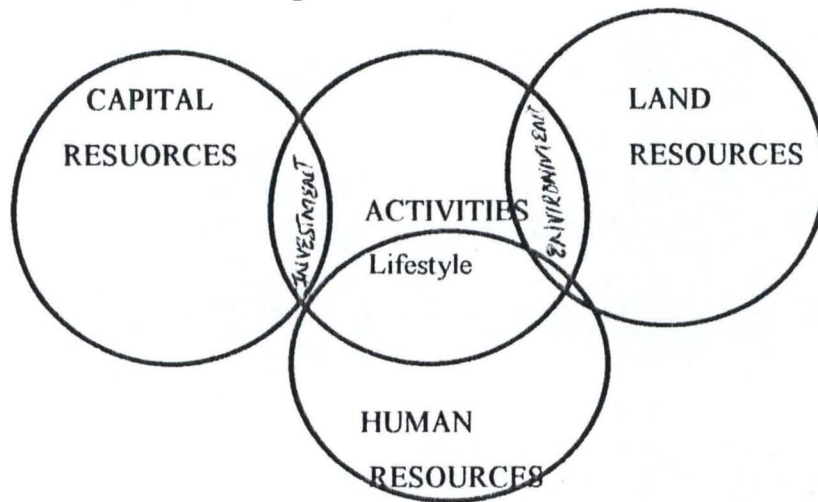 CAPITAL
RESUORCES
INVESTMENT
ACTIVITIES
Lifestyle
ENVIRONMENT
LAND
RESOURCES
HUMAN
RESOURCES